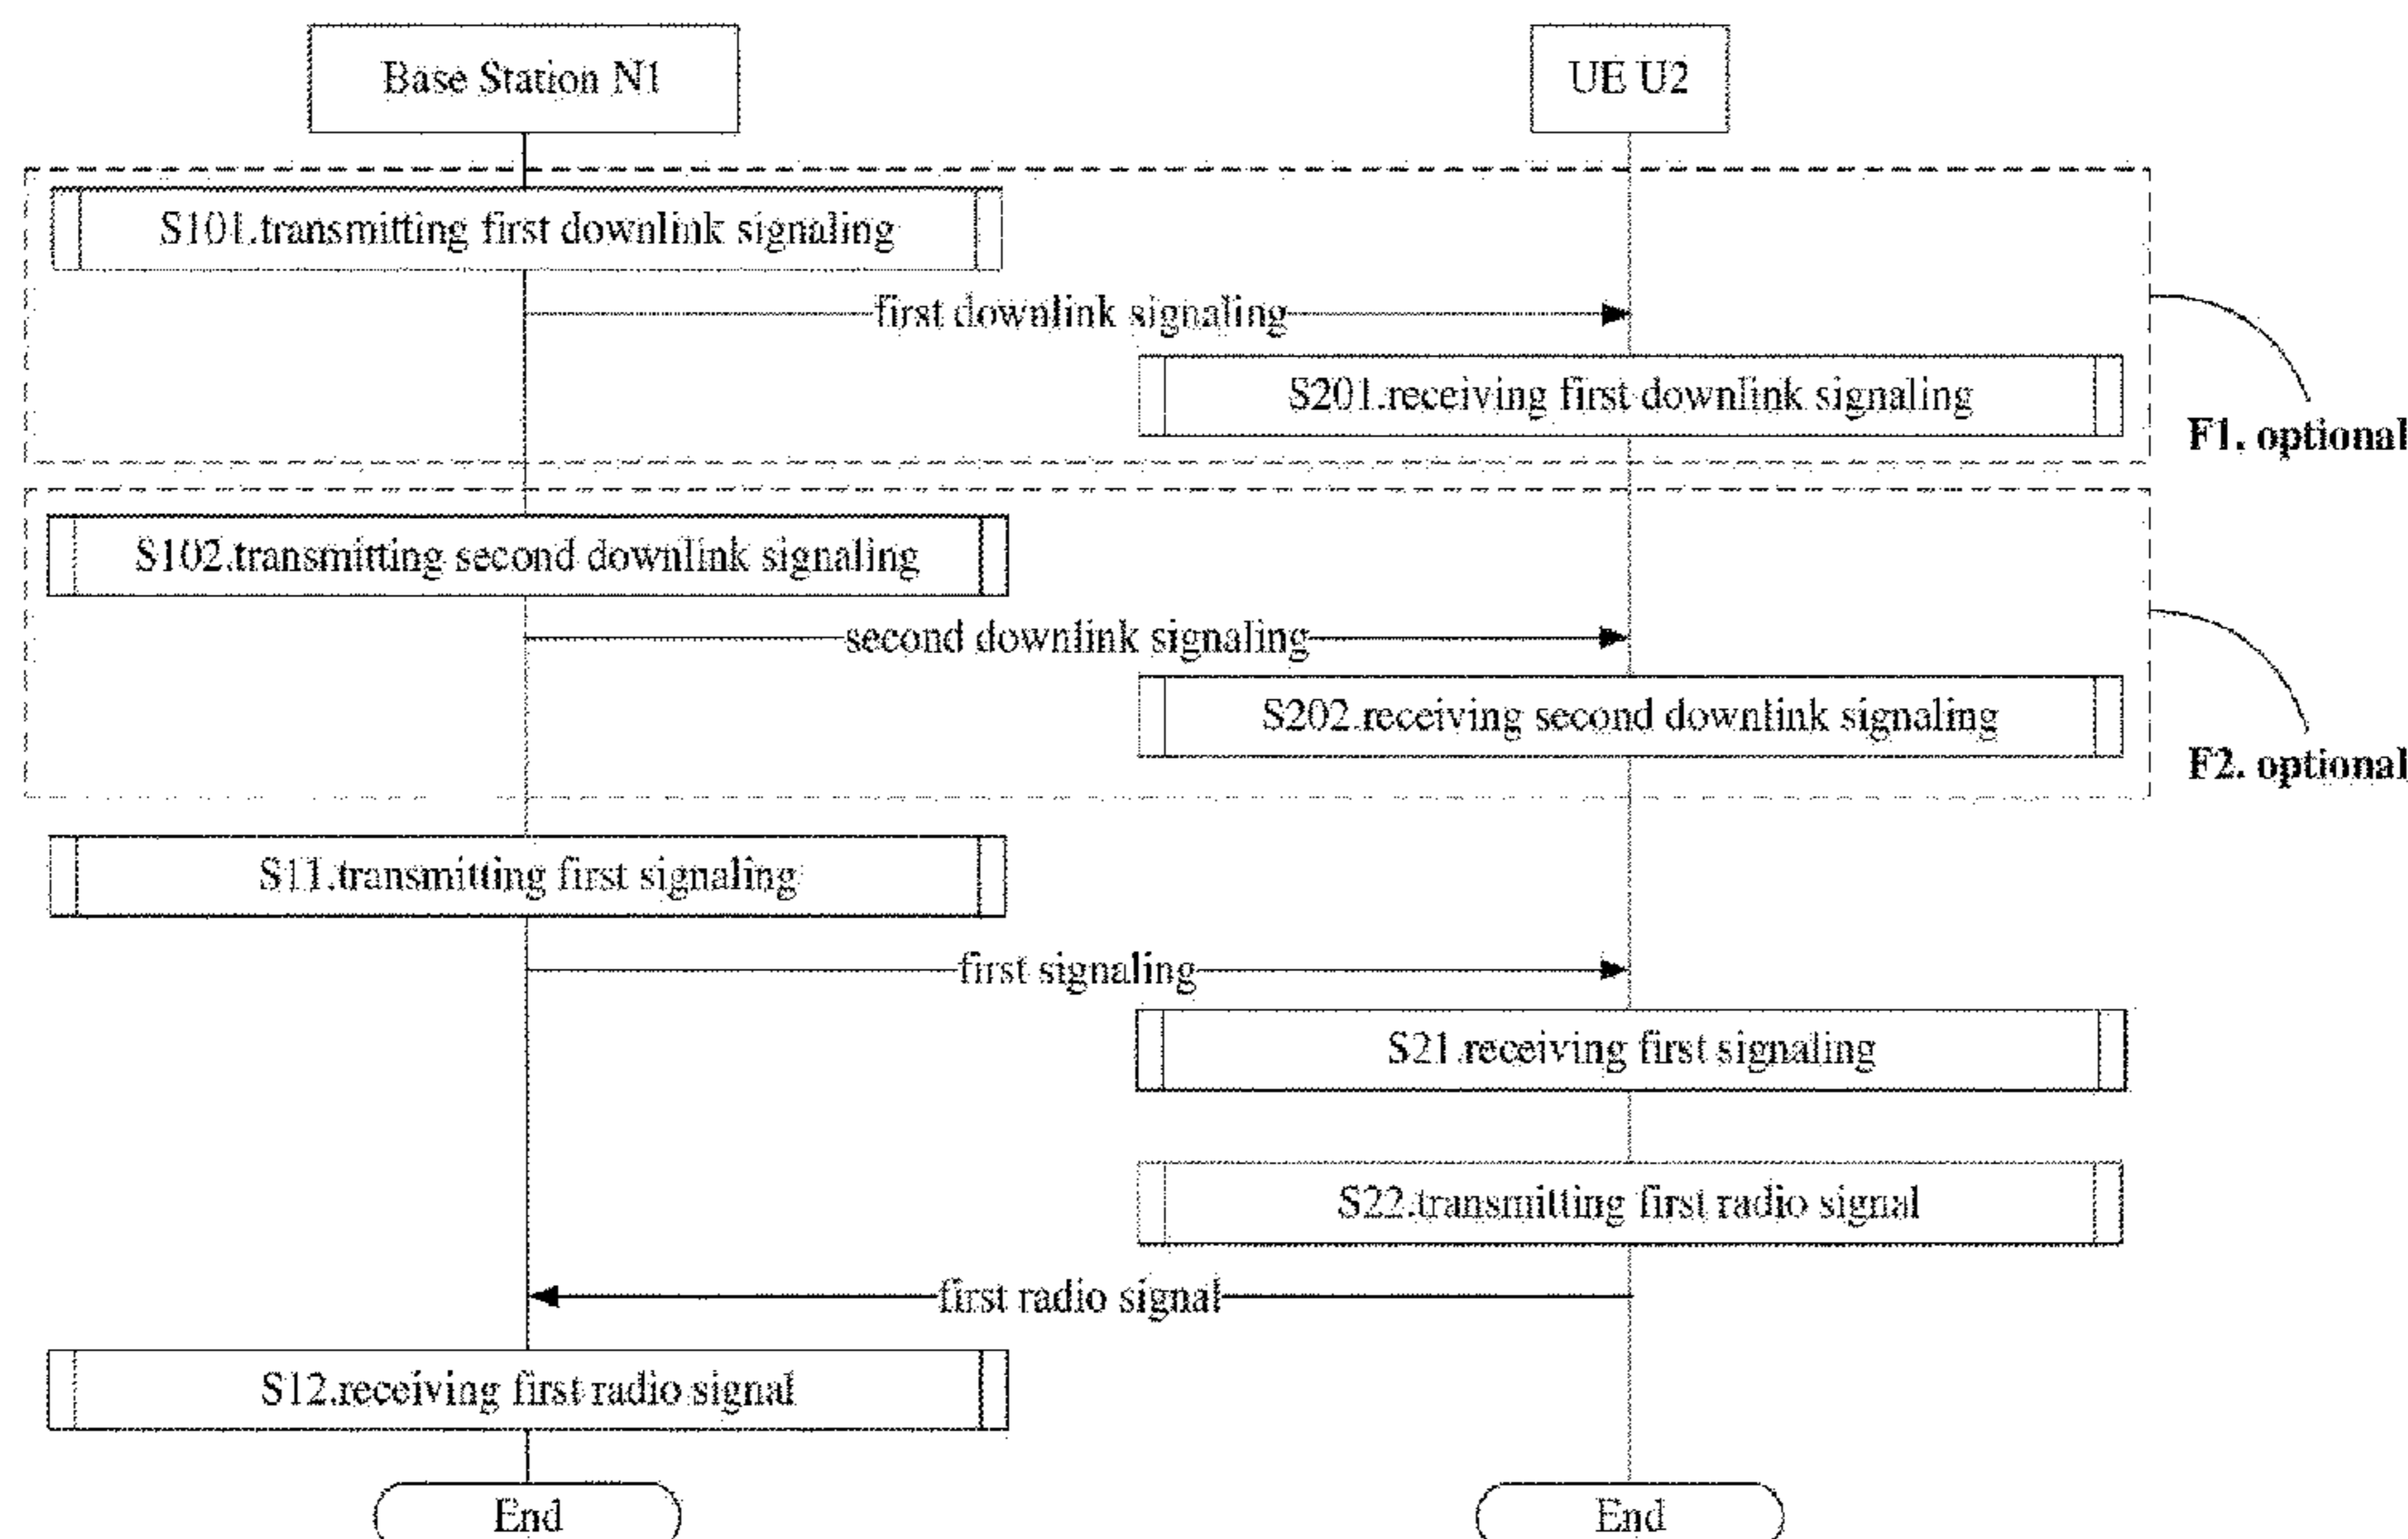 Base Station N1
UE U2
S101.transmitting first downlink signaling
first downlink signaling
S201.receiving first downlink signaling
F1. optional
S102.transmitting second downlink signaling
second downlink signaling
S202.receiving second downlink signaling
F2. optional
S11.transmitting first signaling
first signaling
S21.receiving first signaling
S22.transmitting first radio signal
first radio signal
S12.receiving first radio signal
End
End